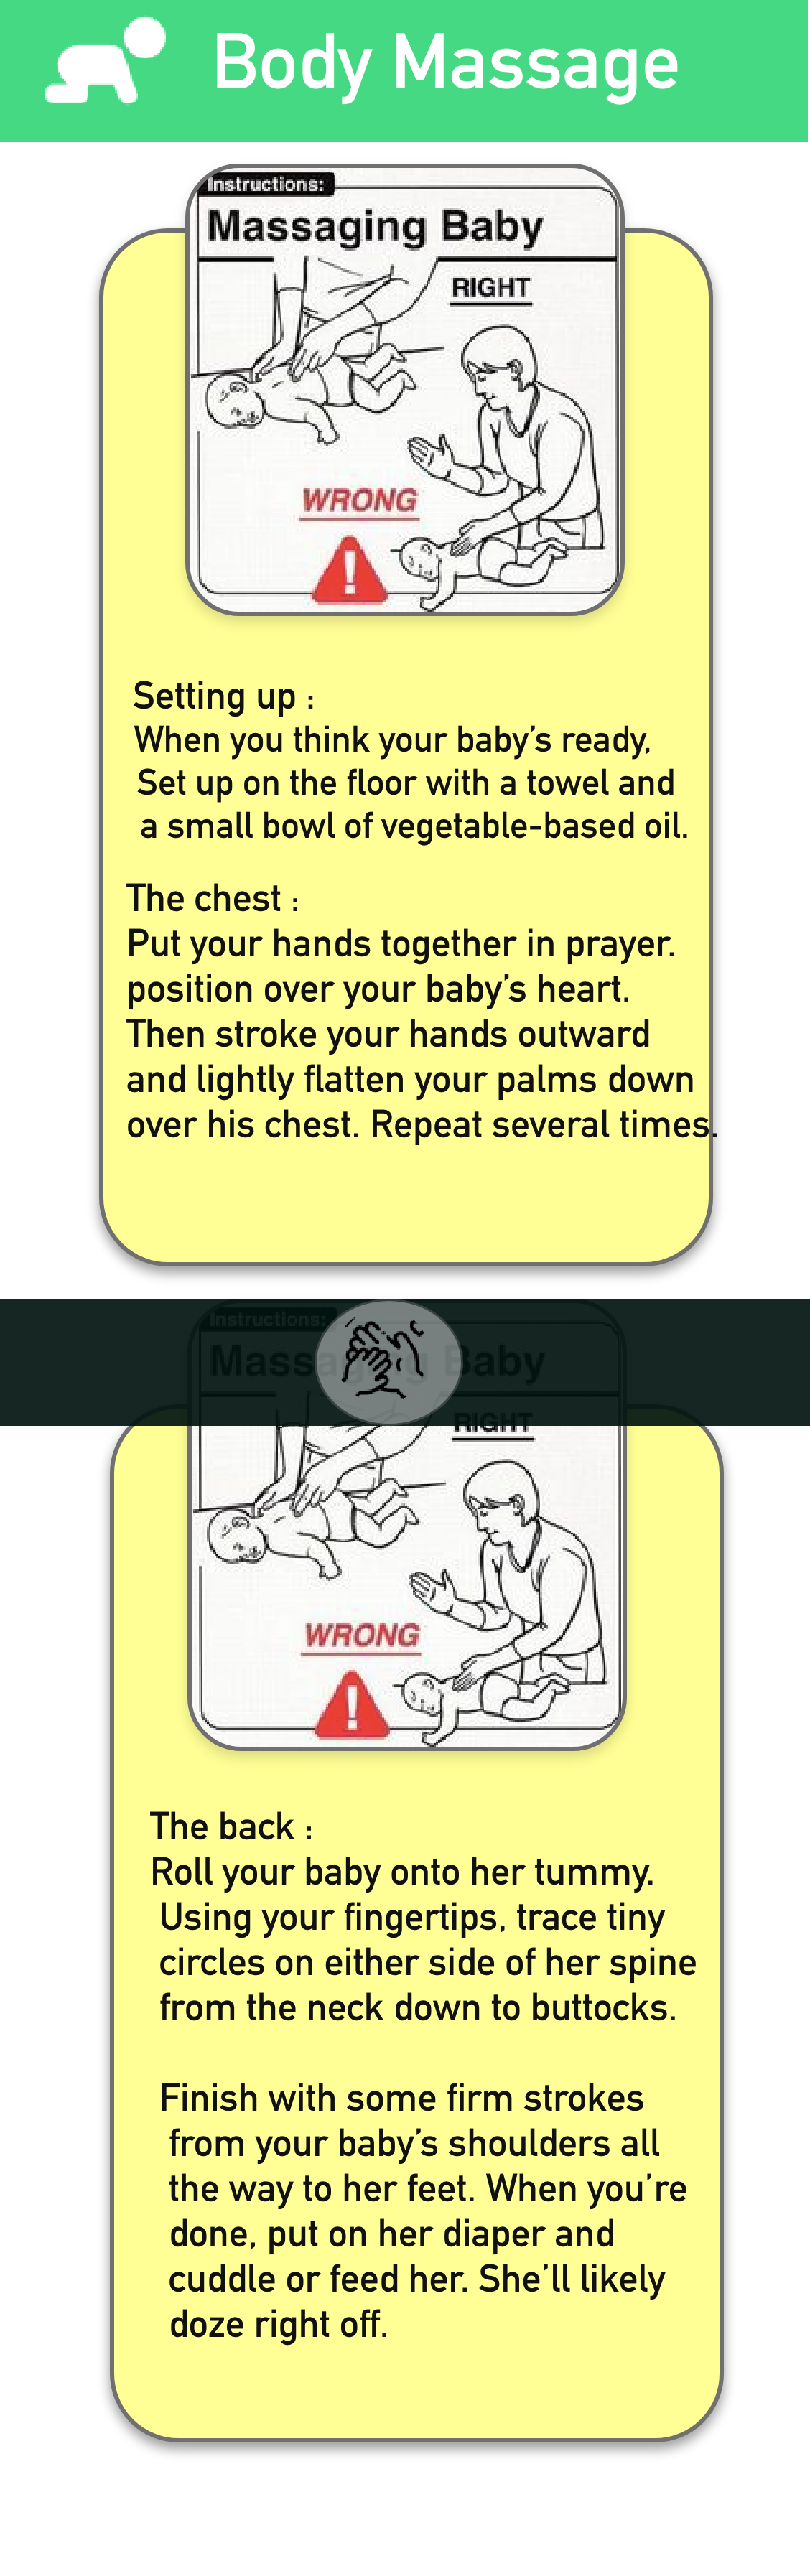 Body Massage
Instructions:
Massaging Baby
RIGHT
WRONG
!
Setting up :
When you think your baby's ready,
Set up on the floor with a towel and
a small bowl of vegetable-based oil.
The chest :
Put your hands together in prayer.
position over your baby's heart.
Then stroke your hands outward
and lightly flatten your palms down
over his chest. Repeat several times.
Instructions:
Massaging Baby
RIGHT
WRONG
!
The back :
Roll your baby onto her tummy.
Using your fingertips, trace tiny
circles on either side of her spine
from the neck down to buttocks.
Finish with some firm strokes
from your baby's shoulders all
the way to her feet. When you're
done, put on her diaper and
cuddle or feed her. She'll likely
doze right off.